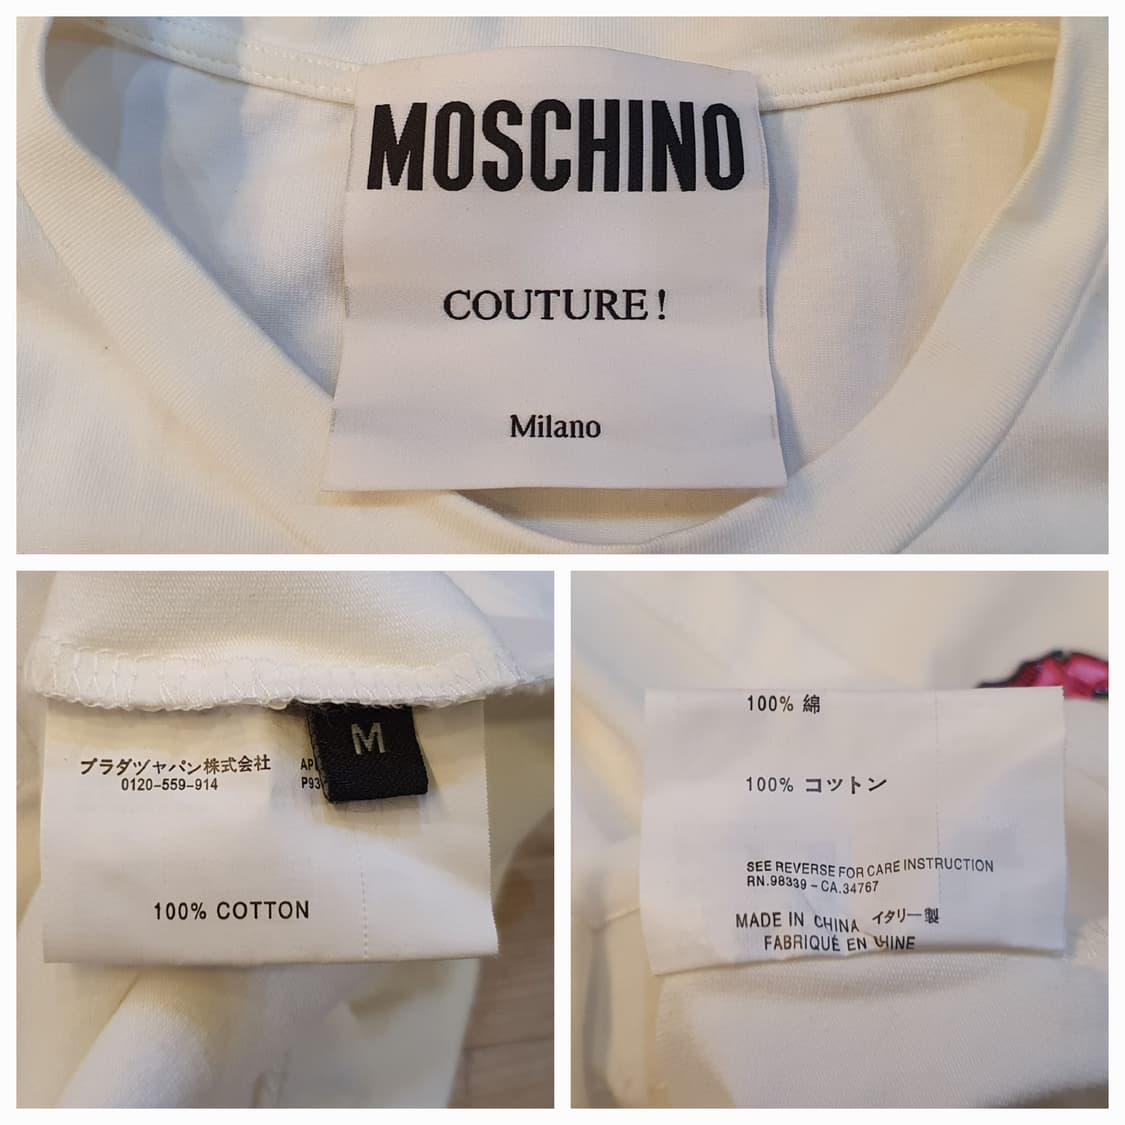 MOSCHINO
COUTURE!
Milano
プラダヅャパン株式会社
0120-559-914
M
100% COTTON
100% 綿
100% コットン
SEE REVERSE FOR CARE INSTRUCTION
RN.98339 - CA.34767
MADE IN CHINA イタリー製
FABRIQUÉ EN CHINE